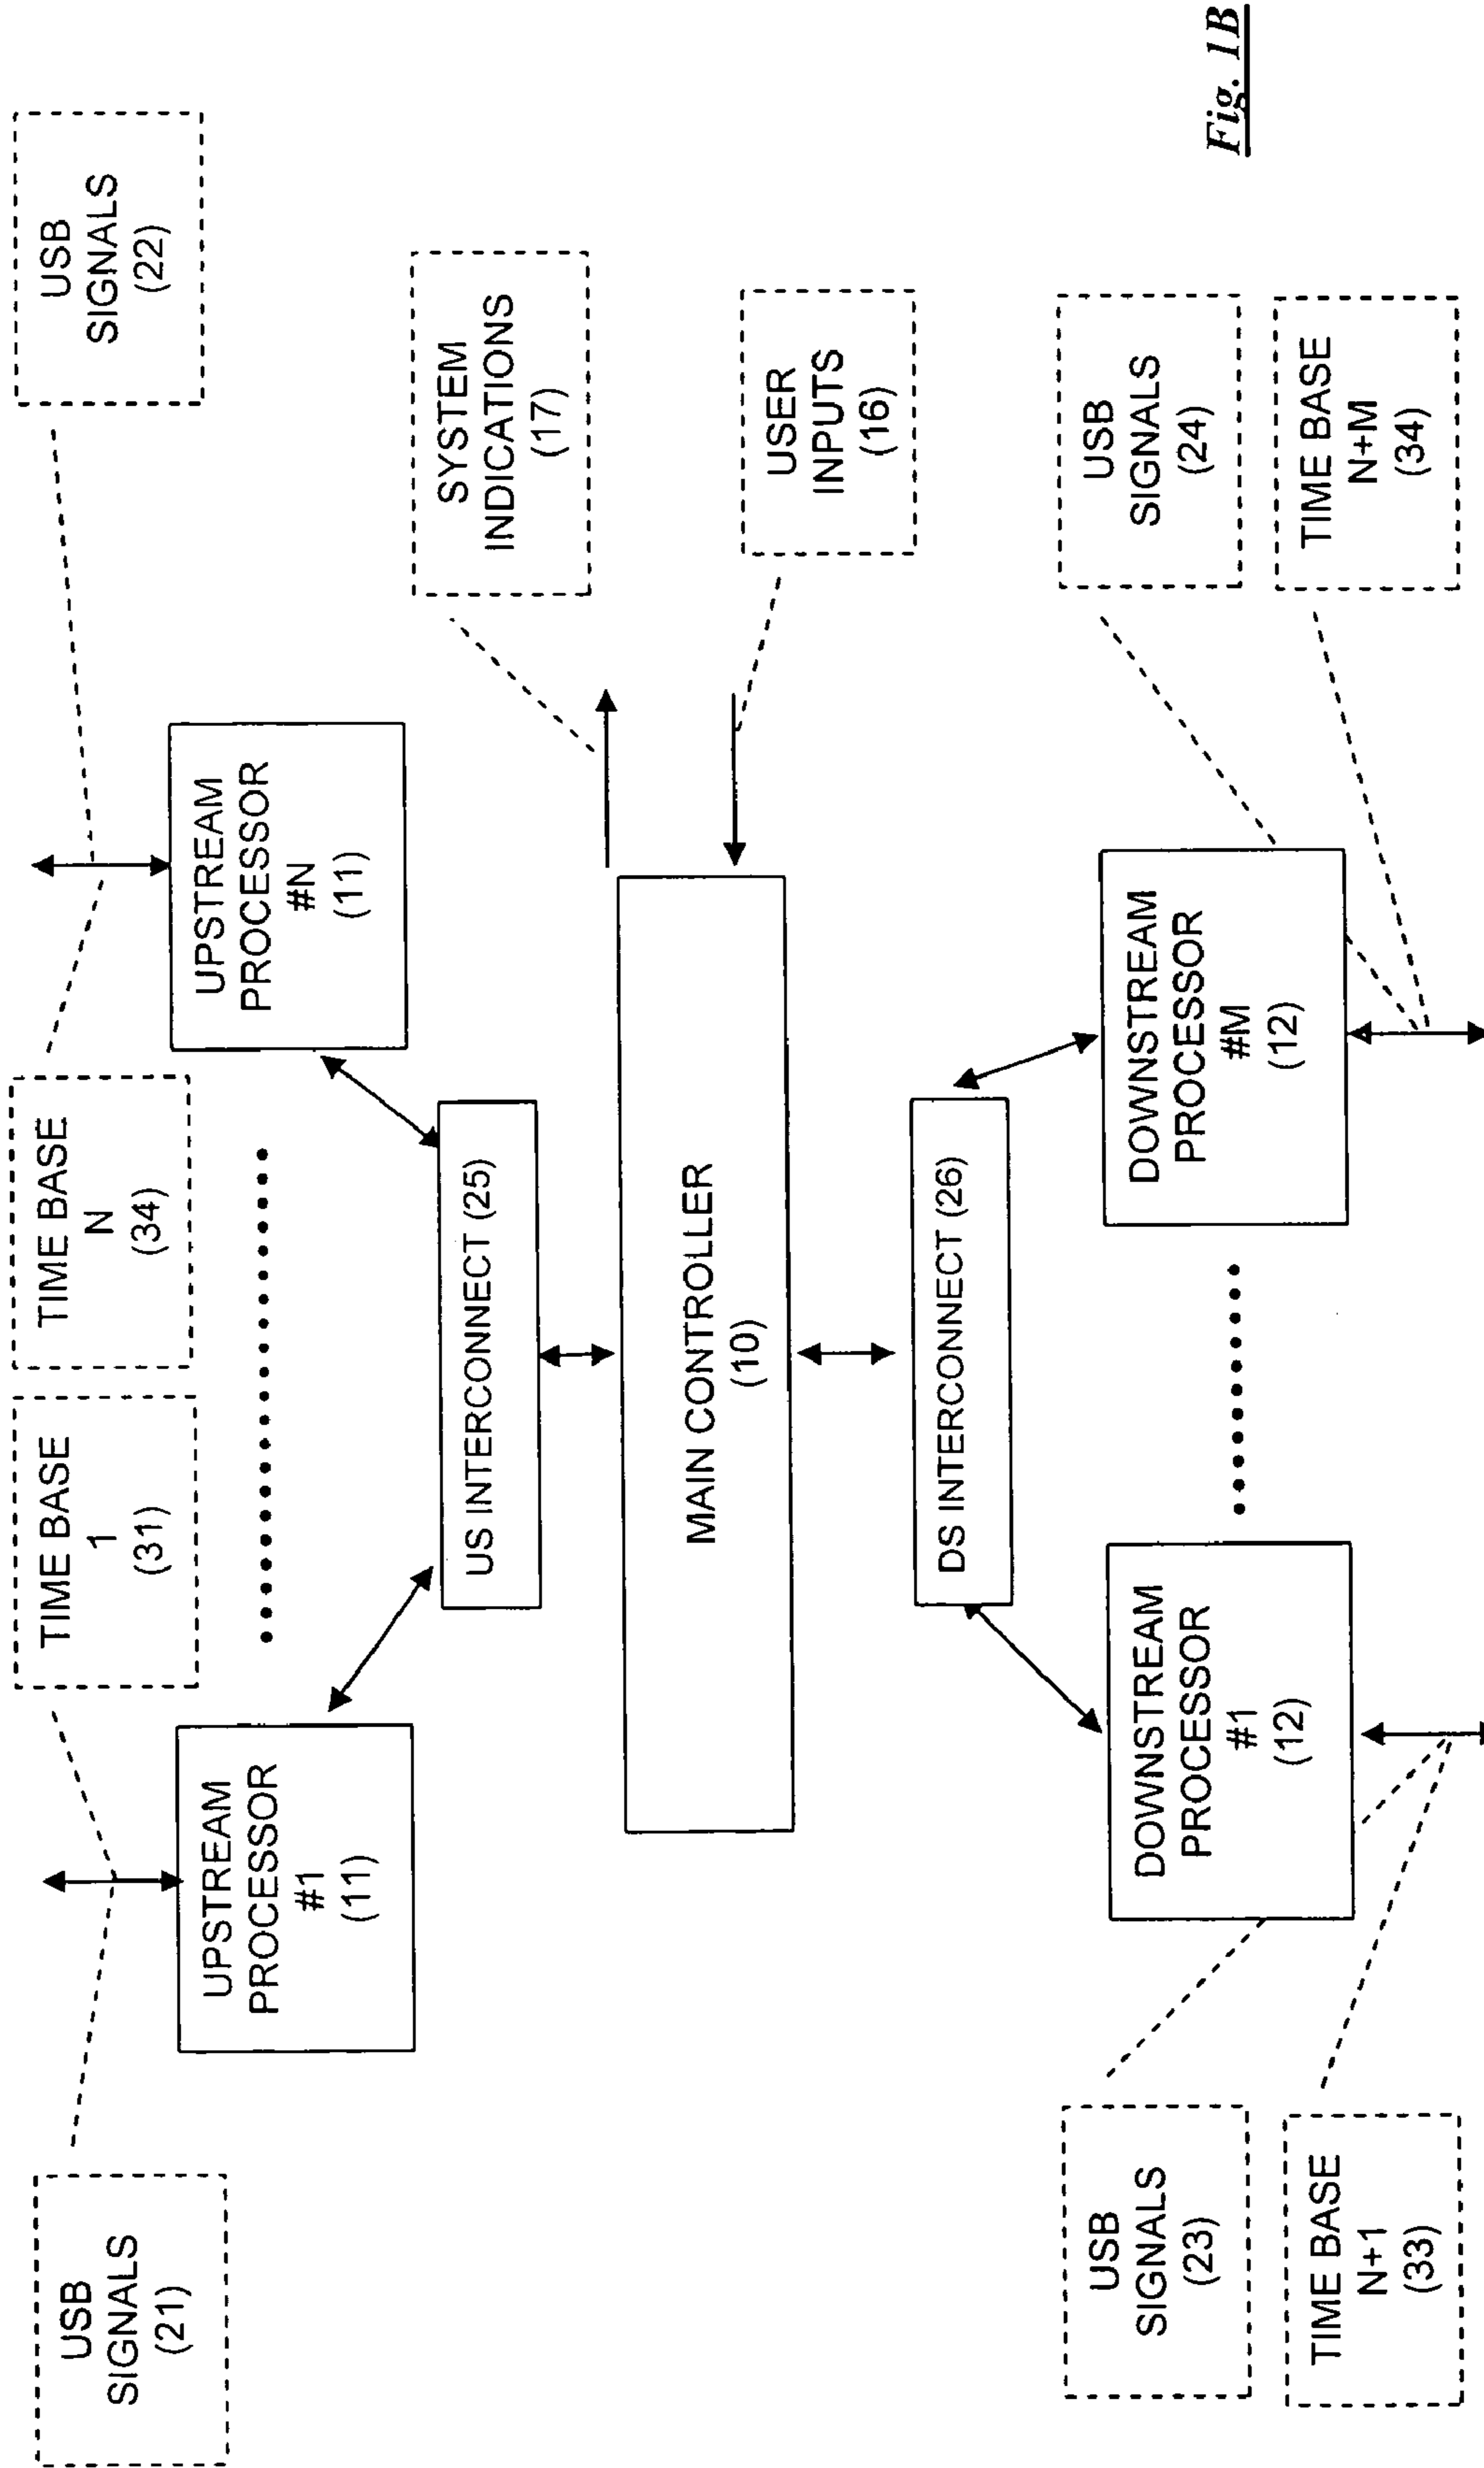 USB
SIGNALS
(21)
TIME BASE
1
(31)
TIME BASE
N
(34)
USB
SIGNALS
(22)
UPSTREAM
PROCESSOR
#1
(11)
UPSTREAM
PROCESSOR
#N
(11)
SYSTEM
INDICATIONS
(17)
US INTERCONNECT (25)
MAIN CONTROLLER
(10)
USER
INPUTS
(16)
DS INTERCONNECT (26)
USB
SIGNALS
(23)
DOWNSTREAM
PROCESSOR
#1
(12)
DOWNSTREAM
PROCESSOR
#M
(12)
USB
SIGNALS
(24)
TIME BASE
N+1
(33)
TIME BASE
N+M
(34)
Fig. 1B